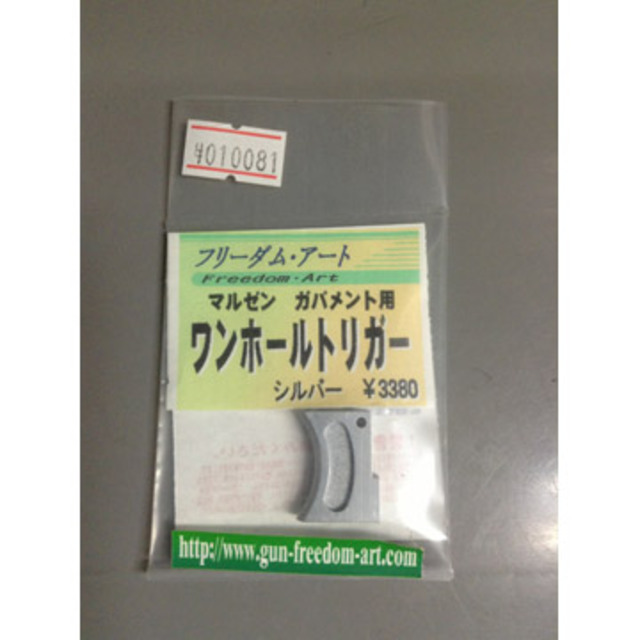 ¥010081
フリーダム・アート
Freedom・Art
マルゼン ガバメント用
ワンホールトリガー
シルバー ¥3380
http://www.gun-freedom-art.com